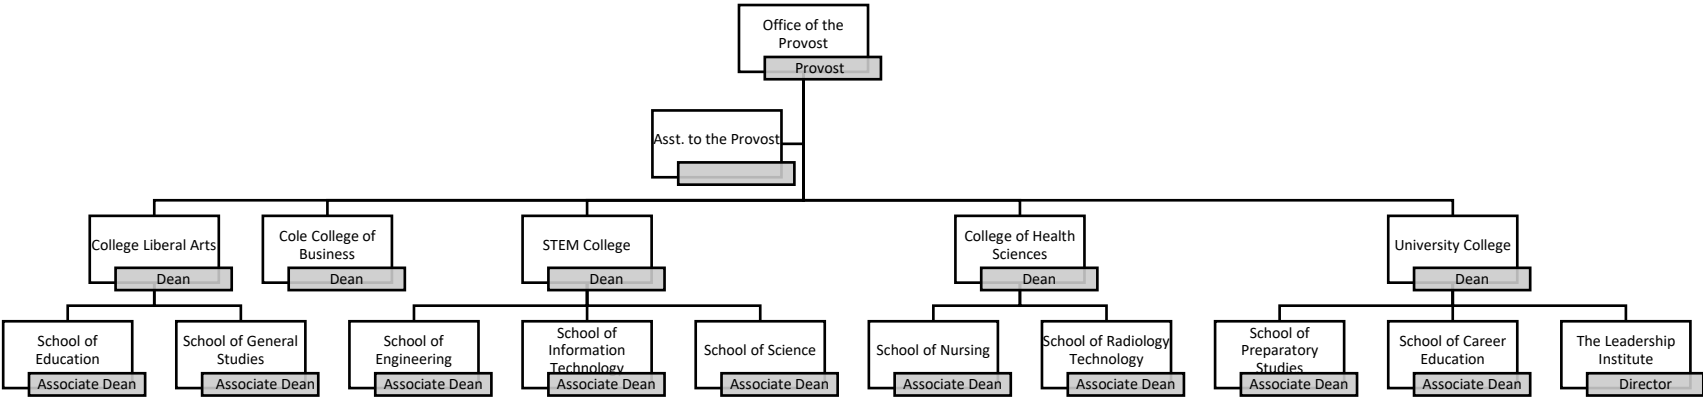 Office of the
Provost
Provost
Asst. to the Provost
College Liberal Arts
Dean
Cole College of
Business
Dean
STEM College
Dean
College of Health
Sciences
Dean
University College
Dean
School of
Education
Associate Dean
School of General
Studies
Associate Dean
School of
Engineering
Associate Dean
School of
Information
Technology
Associate Dean
School of Science
Associate Dean
School of Nursing
Associate Dean
School of Radiology
Technology
Associate Dean
School of
Preparatory
Studies
Associate Dean
School of Career
Education
Associate Dean
The Leadership
Institute
Director